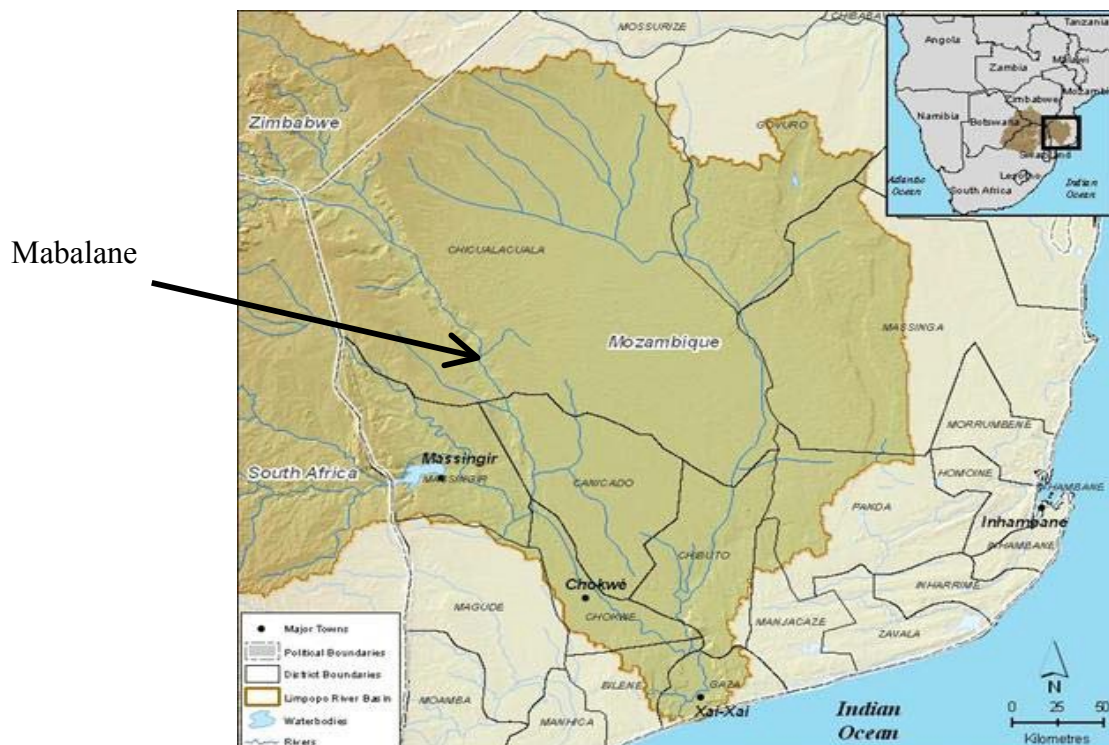 MOSSURIZE
CHIBABAVA
Tanzania
Angola
Malawi
Zambia
Mozambi
Zimbabwe
Namibia
Botswana
Swaziland
Lesotho
South Africa
Atlantic
Ocean
Indian
Ocean
Zimbabwe
GOVURO
Mabalane
CHICUALACUALA
Mozambique
MASSINGA
MORRUMBENE
Massingir
South Africa
MASSINGIR
CANICADO
HOMOINE
HAMBANE
PANDA
Inhambane
INHAMBANE
CHIBUTO
Chokwé
INHARRIME
CHOKWE
MAGUDE
MANJACAZE
ZAVALA
Major Towns
Political Boundaries
District Boundaries
Limpopo River Basin
Waterbodies
Rivers
MOAMBA
MANHICA
BILENE
GAZA
Xai-Xai
Indian
Ocean
N
0 25 50
Kilometres